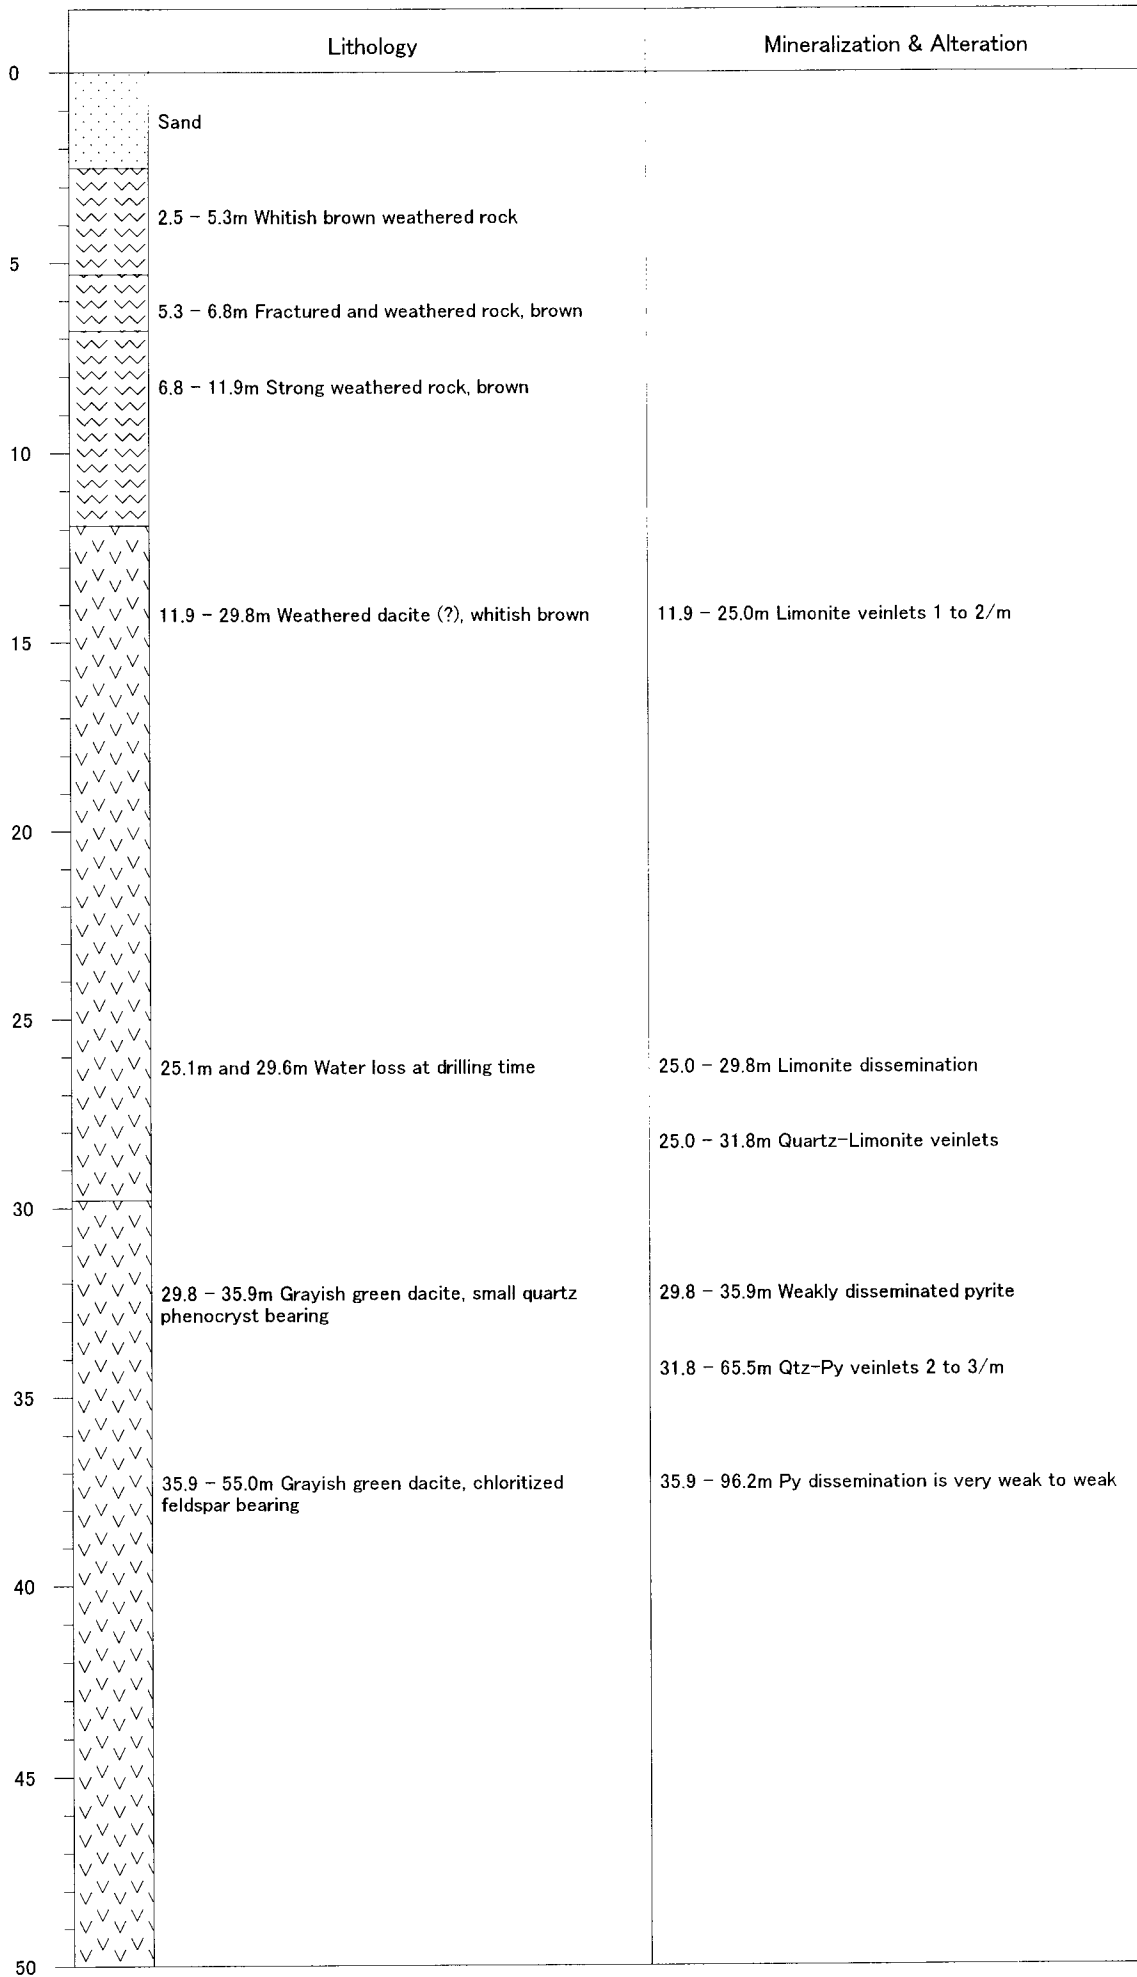 Lithology
Mineralization & Alteration
0
Sand
2.5 - 5.3m Whitish brown weathered rock
5
5.3 - 6.8m Fractured and weathered rock, brown
6.8 - 11.9m Strong weathered rock, brown
10
11.9 - 29.8m Weathered dacite (?), whitish brown
11.9 - 25.0m Limonite veinlets 1 to 2/m
15
20
25
25.1m and 29.6m Water loss at drilling time
25.0 - 29.8m Limonite dissemination
25.0 - 31.8m Quartz-Limonite veinlets
30
29.8 - 35.9m Grayish green dacite, small quartz
phenocryst bearing
29.8 - 35.9m Weakly disseminated pyrite
31.8 - 65.5m Qtz-Py veinlets 2 to 3/m
35
35.9 - 55.0m Grayish green dacite, chloritized
feldspar bearing
35.9 - 96.2m Py dissemination is very weak to weak
40
45
50